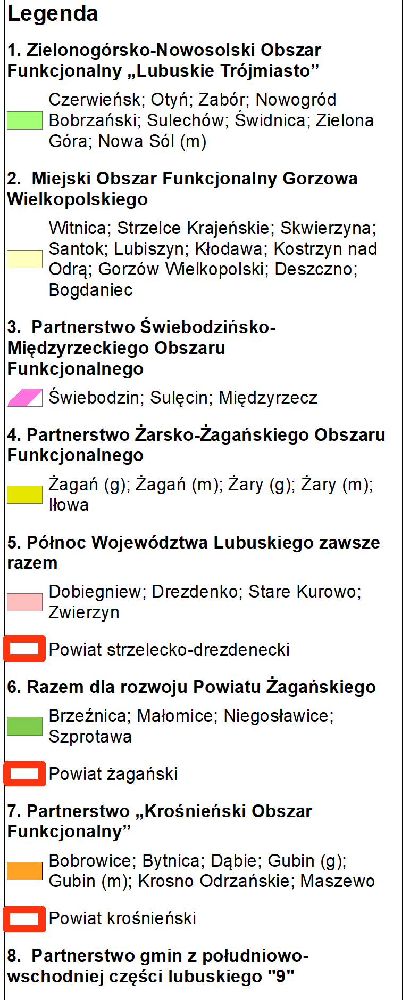 Legenda
1. Zielonogórsko-Nowosolski Obszar
Funkcjonalny „Lubuskie Trójmiasto”
Czerwieńsk; Otyń; Zabór; Nowogród
Bobrzański; Sulechów; Świdnica; Zielona
Góra; Nowa Sól (m)
2.  Miejski Obszar Funkcjonalny Gorzowa
Wielkopolskiego
Witnica; Strzelce Krajeńskie; Skwierzyna;
Santok; Lubiszyn; Kłodawa; Kostrzyn nad
Odrą; Gorzów Wielkopolski; Deszczno;
Bogdaniec
3.  Partnerstwo Świebodzińsko-
Międzyrzeckiego Obszaru
Funkcjonalnego
Świebodzin; Sulęcin; Międzyrzecz
4. Partnerstwo Żarsko-Żagańskiego Obszaru
Funkcjonalnego
Żagań (g); Żagań (m); Żary (g); Żary (m);
Iłowa
5. Północ Województwa Lubuskiego zawsze
razem
Dobiegniew; Drezdenko; Stare Kurowo;
Zwierzyn
Powiat strzelecko-drezdenecki
6. Razem dla rozwoju Powiatu Żagańskiego
Brzeźnica; Małomice; Niegosławice;
Szprotawa
Powiat żagański
7. Partnerstwo „Krośnieński Obszar
Funkcjonalny”
Bobrowice; Bytnica; Dąbie; Gubin (g);
Gubin (m); Krosno Odrzańskie; Maszewo
Powiat krośnieński
8.  Partnerstwo gmin z południowo-
wschodniej części lubuskiego "9"